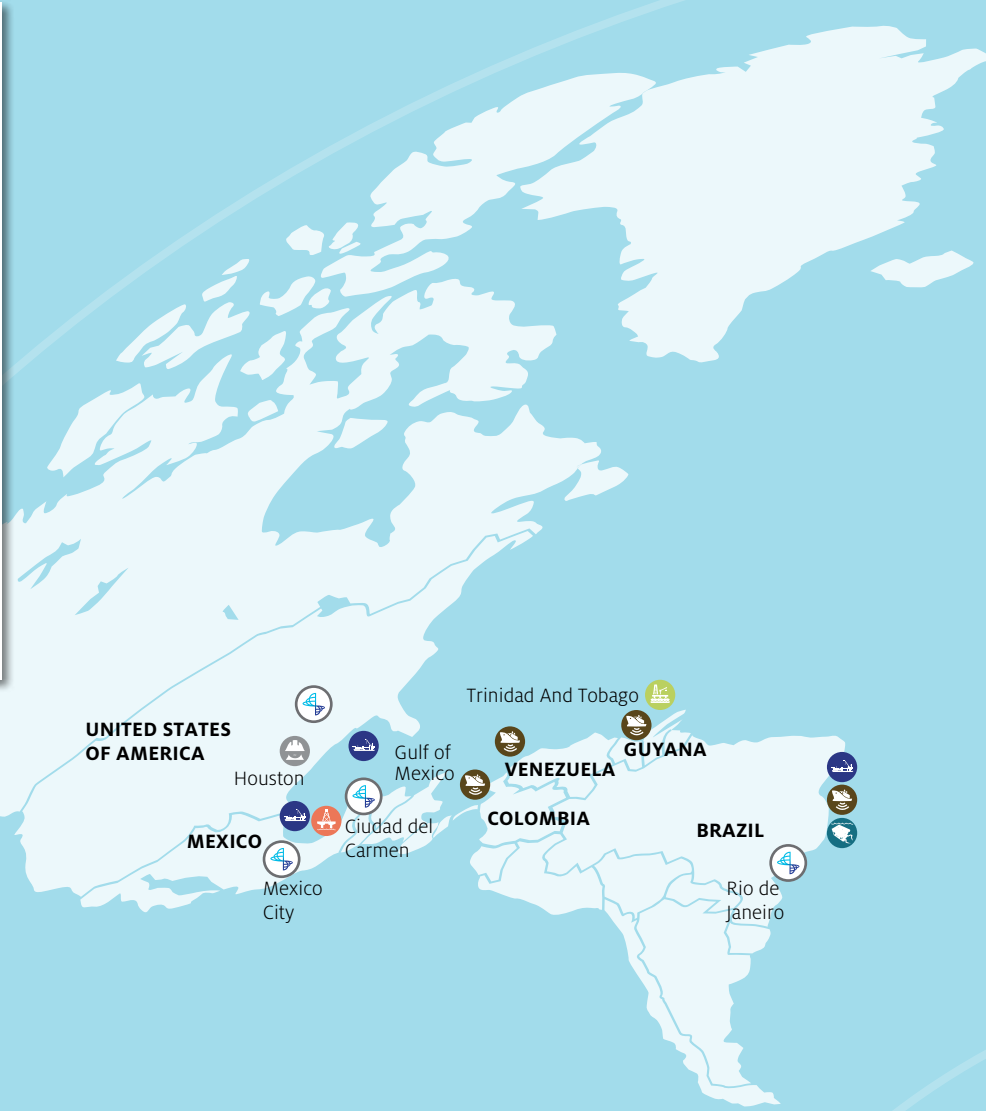 Trinidad And Tobago
UNITED STATES
OF AMERICA
Gulf of
Mexico
GUYANA
VENEZUELA
Houston
COLOMBIA
Ciudad del
Carmen
MEXICO
BRAZIL
Mexico
City
Rio de
Janeiro